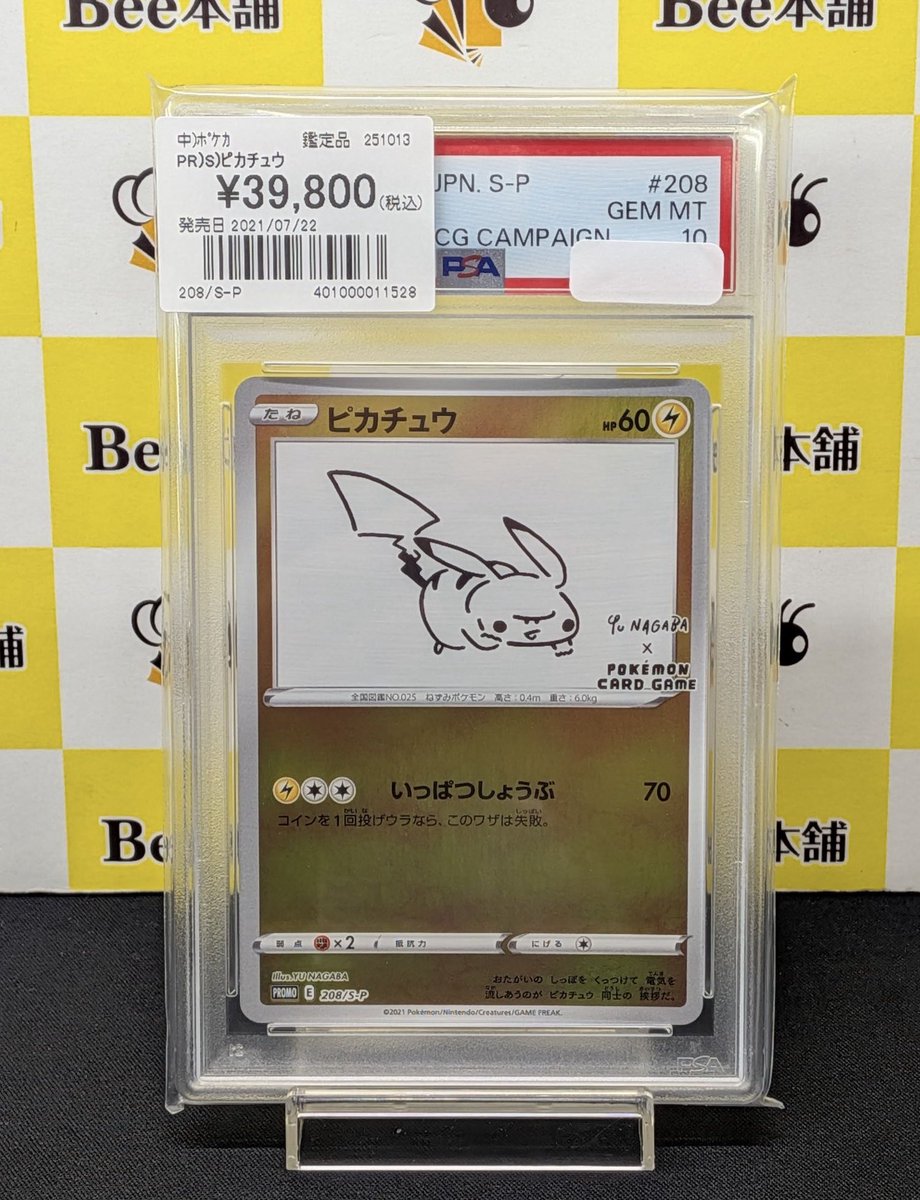 Bee本舗
Bee本舗
中)ﾎﾟｹｶ 鑑定品 251013
PR)S)ピカチュウ
¥39,800(税込)
発売日 2021/07/22
208/S-P 401000011528
JPN. S-P #208
GEM MT
CG CAMPAIGN 10
PSA
たね ピカチュウ HP60
Bee本舗
本舗
YU NAGABA
×
POKÉMON
CARD GAME
全国図鑑NO.025 ねずみポケモン 高さ:0.4m 重さ:6.0kg
舗
いっぱつしょうぶ 70
コインを1回投げウラなら、このワザは失敗。
Be
本舗
弱点 ×2 抵抗力 にげる
illus.YU NAGABA
PROMO E 208/S-P
おたがいの しっぽを くっつけて 電気を
流しあうのが ピカチュウ 同士の 挨拶だ。
©2021 Pokémon/Nintendo/Creatures/GAME FREAK.
PSA